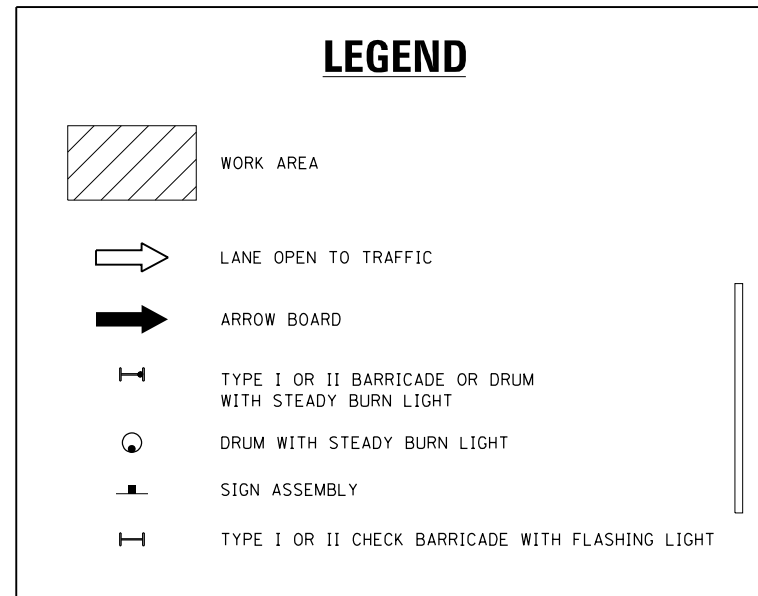 LEGEND
WORK AREA
LANE OPEN TO TRAFFIC
ARROW BOARD
TYPE I OR II BARRICADE OR DRUM
WITH STEADY BURN LIGHT
DRUM WITH STEADY BURN LIGHT
SIGN ASSEMBLY
TYPE I OR II CHECK BARRICADE WITH FLASHING LIGHT